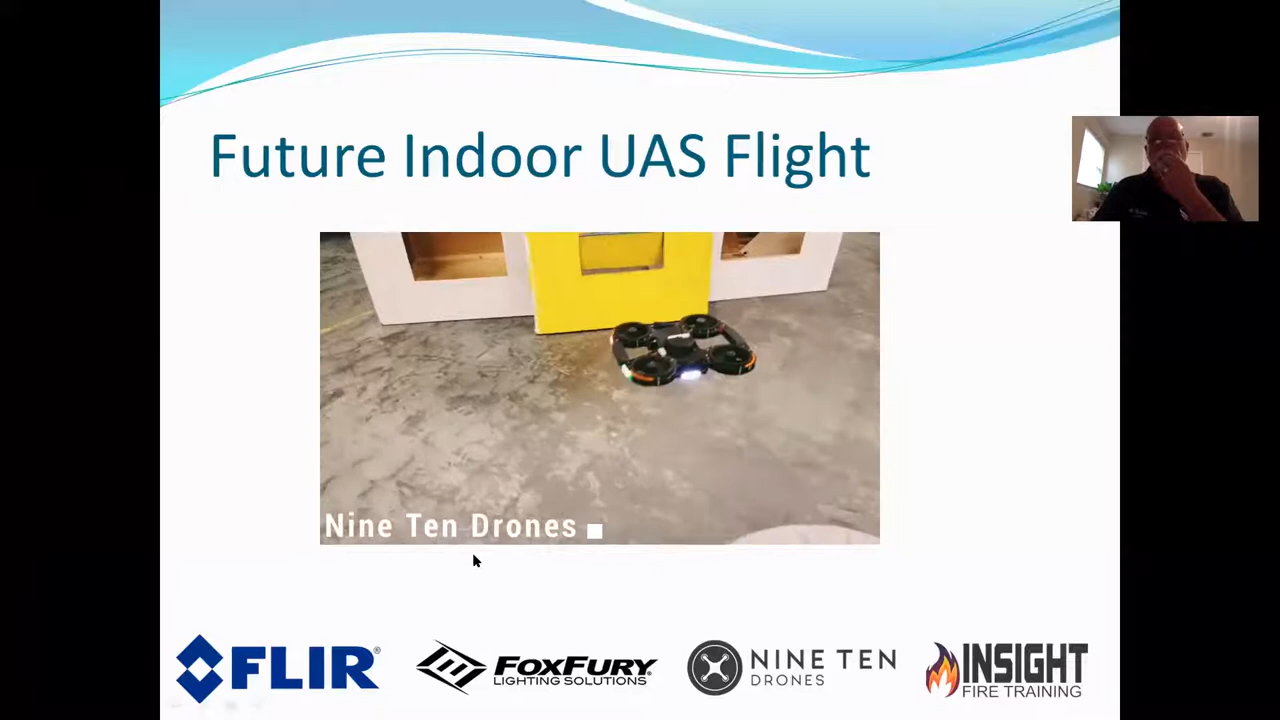 Future Indoor UAS Flight
Nine Ten Drones
FLIR®
FOXFURY
LIGHTING SOLUTIONS
NINE TEN
DRONES
INSIGHT
FIRE TRAINING